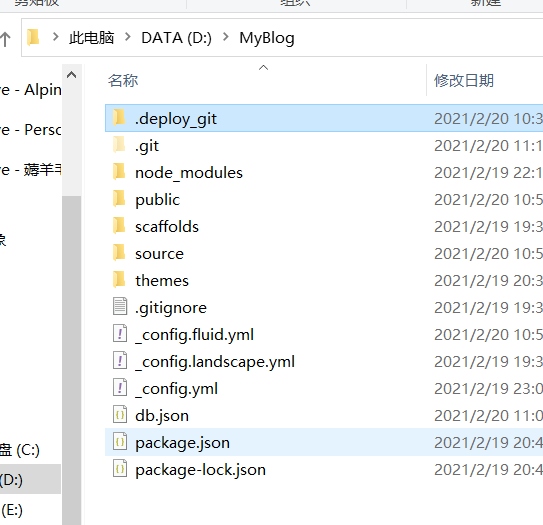 剪贴板 组织 新建
此电脑 > DATA (D:) > MyBlog
名称 修改日期
.deploy_git 2021/2/20 10:3
.git 2021/2/20 11:1
node_modules 2021/2/19 22:1
public 2021/2/20 10:5
scaffolds 2021/2/19 19:3
source 2021/2/20 10:5
themes 2021/2/19 20:3
.gitignore 2021/2/19 19:3
_config.fluid.yml 2021/2/20 10:5
_config.landscape.yml 2021/2/19 19:3
_config.yml 2021/2/19 23:0
db.json 2021/2/20 11:0
package.json 2021/2/19 20:4
package-lock.json 2021/2/19 20:4
ve - Alpin
ve - Perso
ve - 薅羊毛
象
盘 (C:)
(D:)
(E:)